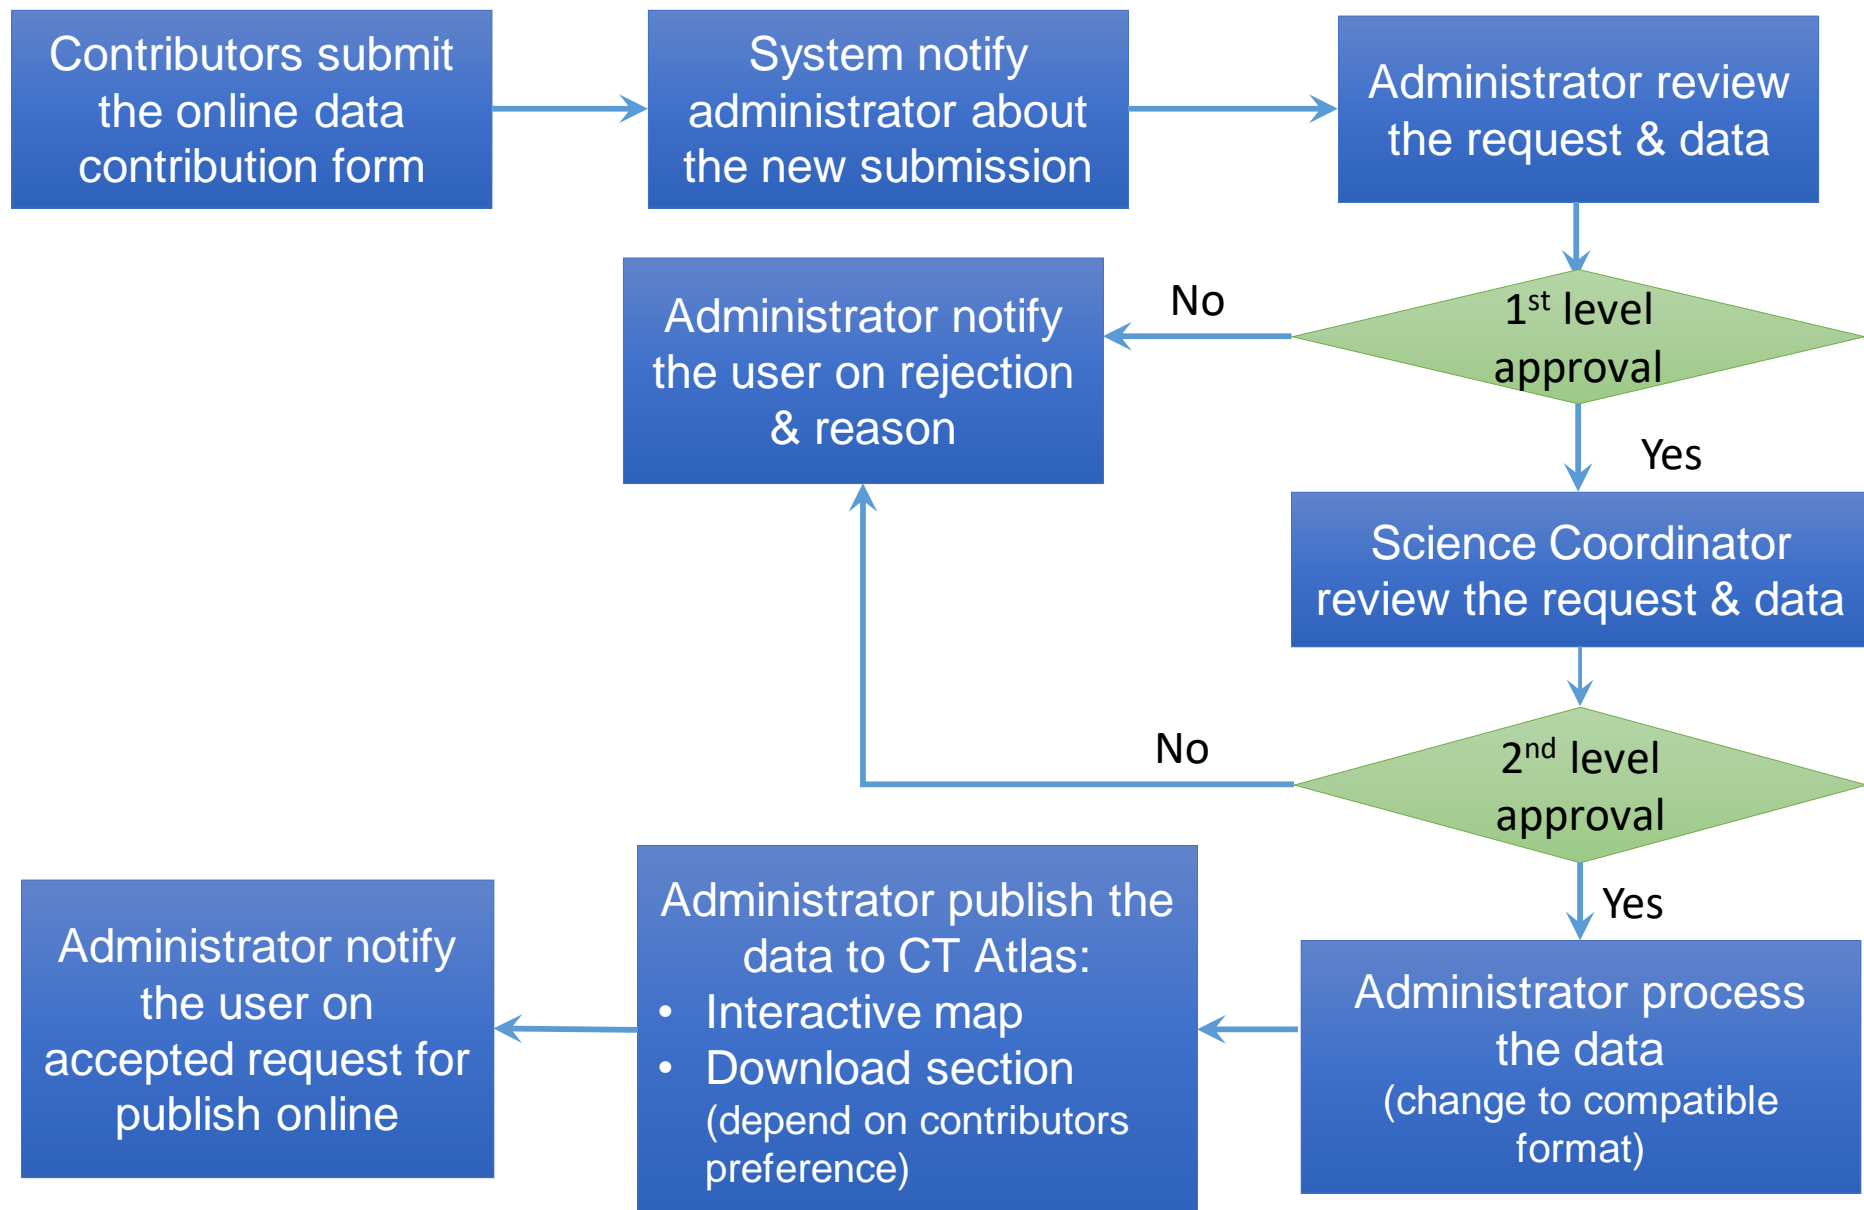 Contributors submit
the online data
contribution form
System notify
administrator about
the new submission
Administrator review
the request & data
1st level
approval
No
Administrator notify
the user on rejection
& reason
Yes
Science Coordinator
review the request & data
2nd level
approval
No
Yes
Administrator process
the data
(change to compatible
format)
Administrator publish the
data to CT Atlas:
• Interactive map
• Download section
(depend on contributors
preference)
Administrator notify
the user on
accepted request for
publish online